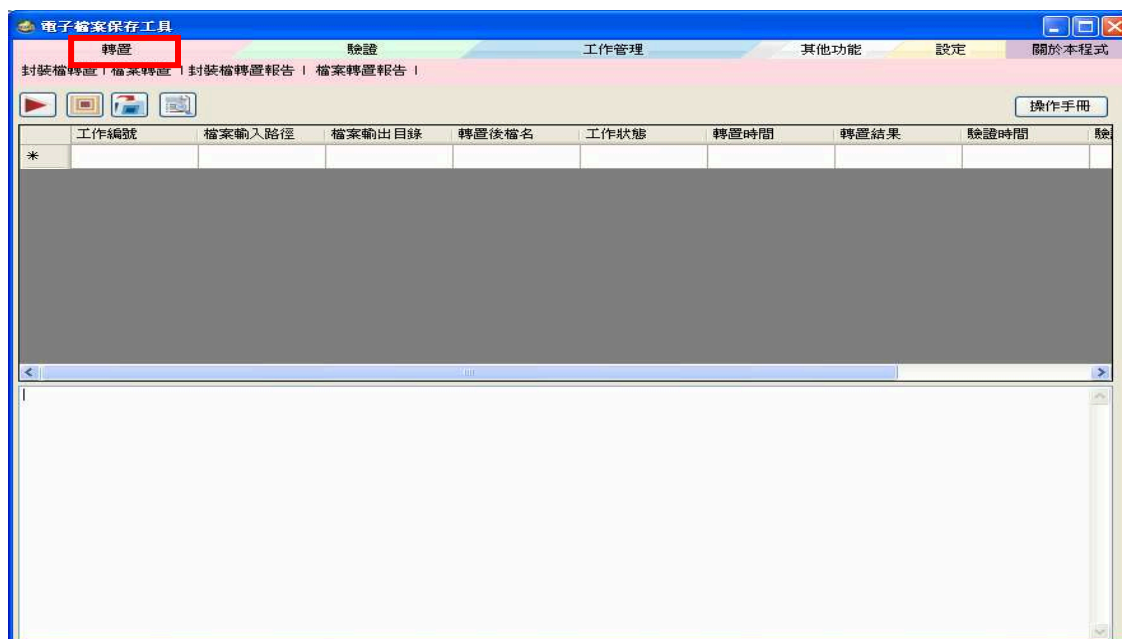 電子檔案保存工具
轉置 驗證 工作管理 其他功能 設定 關於本程式
封裝檔轉置 | 檔案轉置 | 封裝檔轉置報告 | 檔案轉置報告 |
操作手冊
工作編號 檔案輸入路徑 檔案輸出目錄 轉置後檔名 工作狀態 轉置時間 轉置結果 驗證時間 驗
*